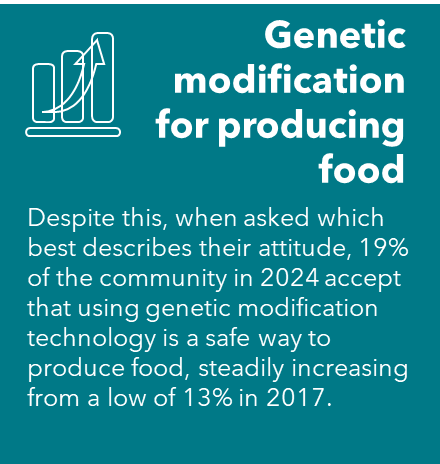 Genetic
modification
for producing
food
Despite this, when asked which
best describes their attitude, 19%
of the community in 2024 accept
that using genetic modification
technology is a safe way to
produce food, steadily increasing
from a low of 13% in 2017.